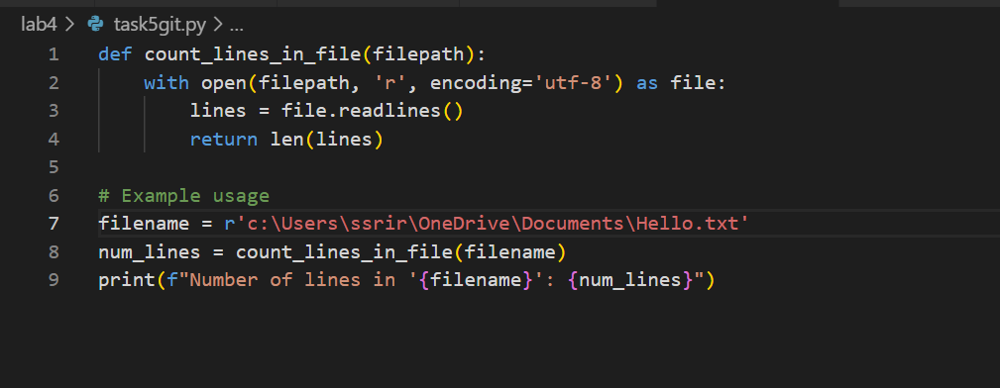 lab4 > task5git.py > ...
1 def count_lines_in_file(filepath):
2     with open(filepath, 'r', encoding='utf-8') as file:
3         lines = file.readlines()
4         return len(lines)
5
6 # Example usage
7 filename = r'c:\Users\ssrir\OneDrive\Documents\Hello.txt'
8 num_lines = count_lines_in_file(filename)
9 print(f"Number of lines in '{filename}': {num_lines}")